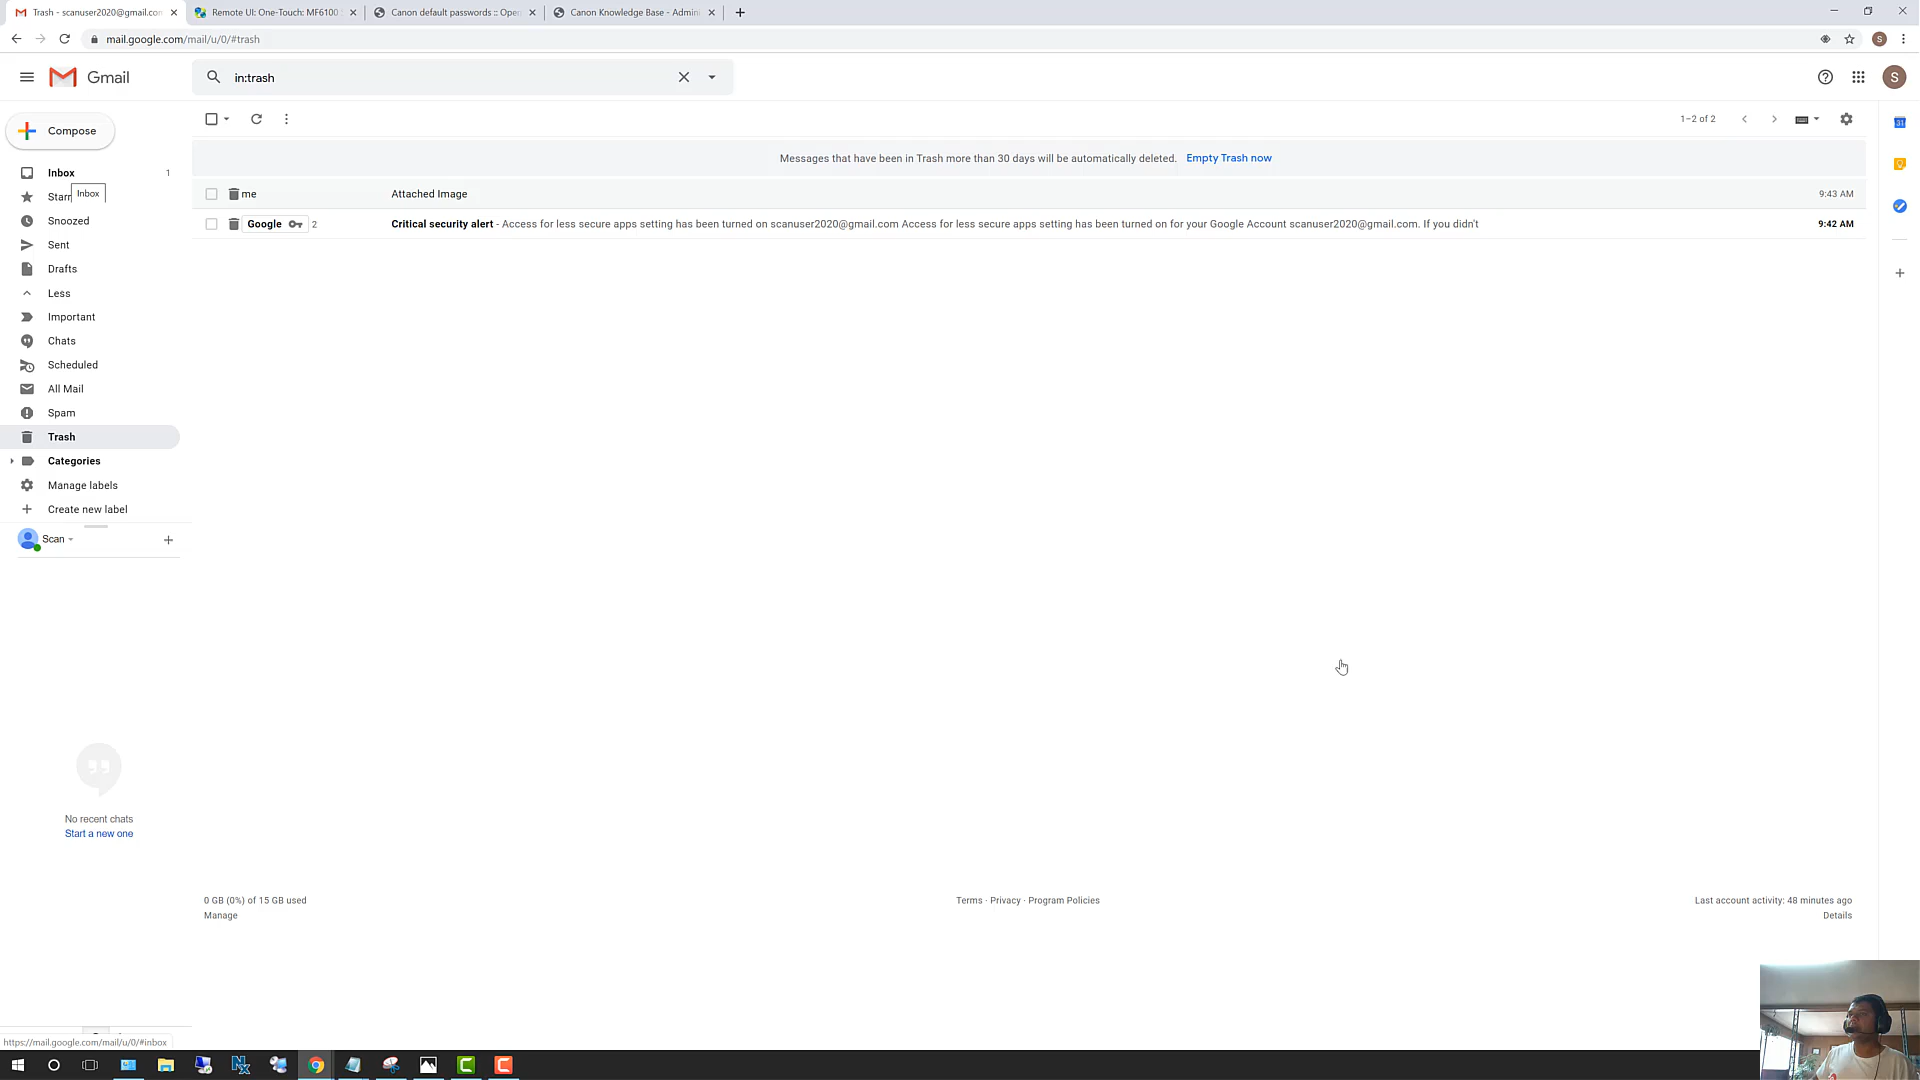 Trash - scanuser2020@gmail.com
Remote UI: One-Touch: MF6100
Canon default passwords :: Open
Canon Knowledge Base - Admini
mail.google.com/mail/u/0/#trash
S
Gmail
in:trash
S
Compose
1–2 of 2
31
Messages that have been in Trash more than 30 days will be automatically deleted. Empty Trash now
Inbox 1
Starr
Inbox
Snoozed
Sent
Drafts
Less
Important
Chats
Scheduled
All Mail
Spam
Trash
Categories
Manage labels
Create new label
Scan
me Attached Image 9:43 AM
Google 2 Critical security alert - Access for less secure apps setting has been turned on scanuser2020@gmail.com Access for less secure apps setting has been turned on for your Google Account scanuser2020@gmail.com. If you didn't 9:42 AM
No recent chats
Start a new one
0 GB (0%) of 15 GB used
Manage
Terms · Privacy · Program Policies
Last account activity: 48 minutes ago
Details
https://mail.google.com/mail/u/0/#inbox